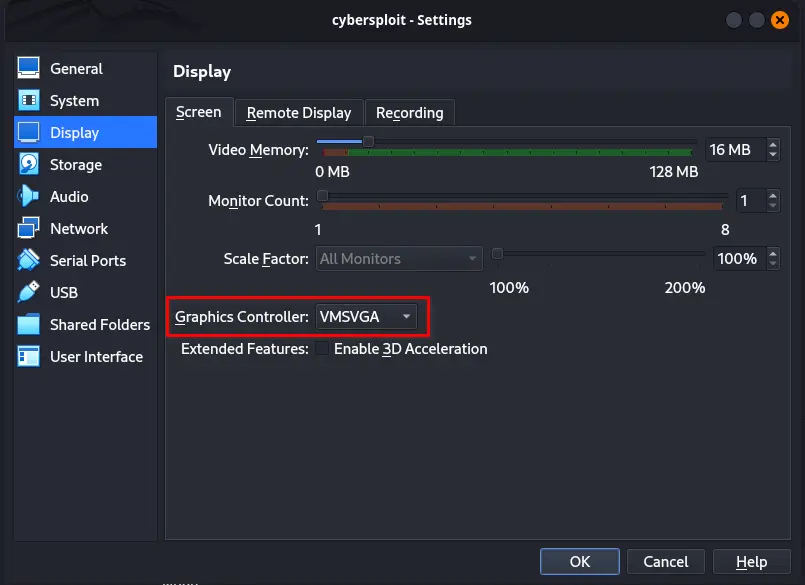 cybersploit - Settings
General
System
Display
Storage
Audio
Network
Serial Ports
USB
Shared Folders
User Interface
Display
Screen
Remote Display
Recording
Video Memory:
16 MB
0 MB
128 MB
Monitor Count:
1
1
8
Scale Factor:
All Monitors
100%
100%
200%
Graphics Controller:
VMSVGA
Extended Features:
Enable 3D Acceleration
OK
Cancel
Help